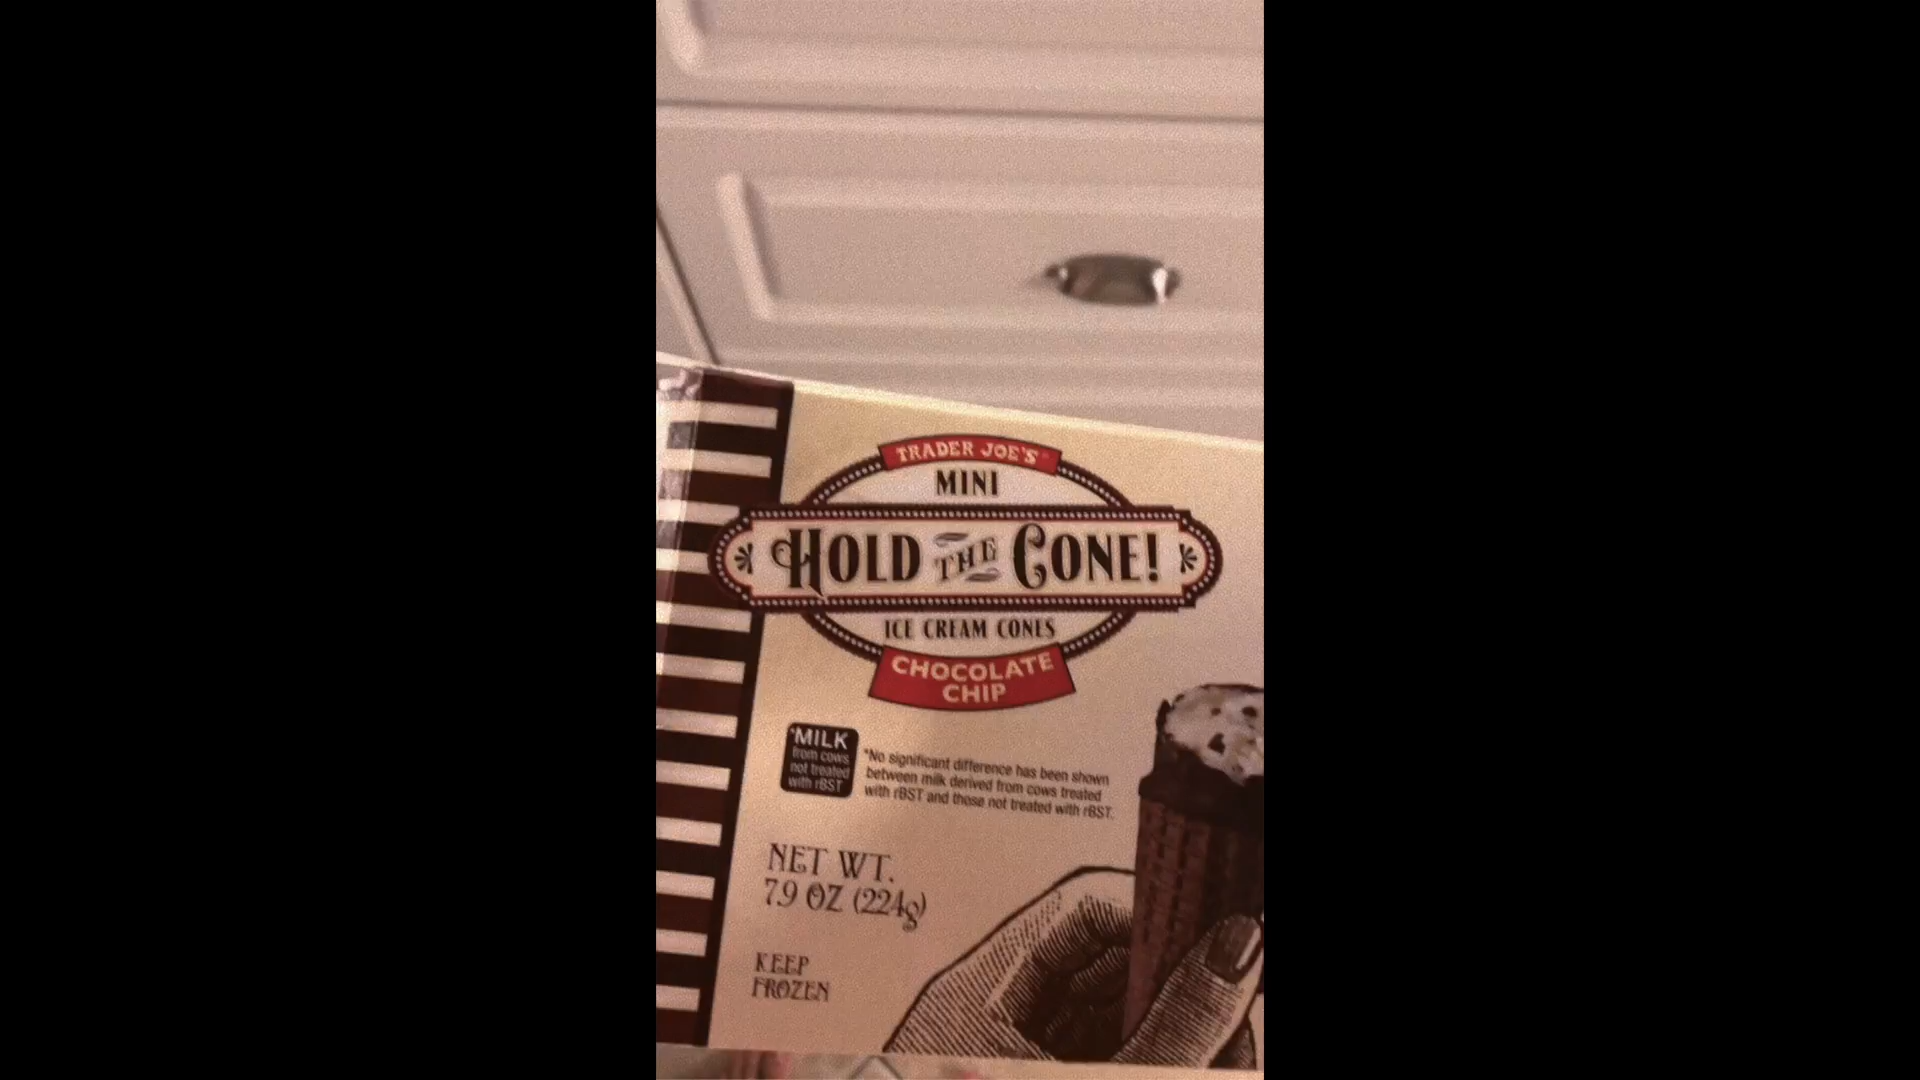 TRADER JOE'S
MINI
HOLD THE CONE!
ICE CREAM CONES
CHOCOLATE
CHIP
*MILK
from cows
not treated
with rBST
*No significant difference has been shown
between milk derived from cows treated
with rBST and those not treated with rBST.
NET WT.
7.9 OZ (224g)
KEEP
FROZEN